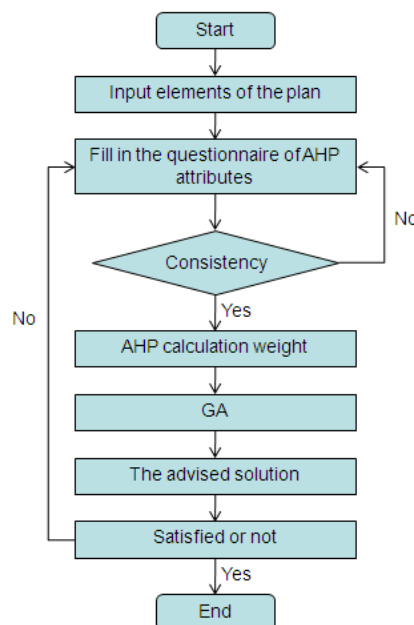 Start
Input elements of the plan
Fill in the questionnaire of AHP
attributes
No
Consistency
No
Yes
AHP calculation weight
GA
The advised solution
Satisfied or not
Yes
End